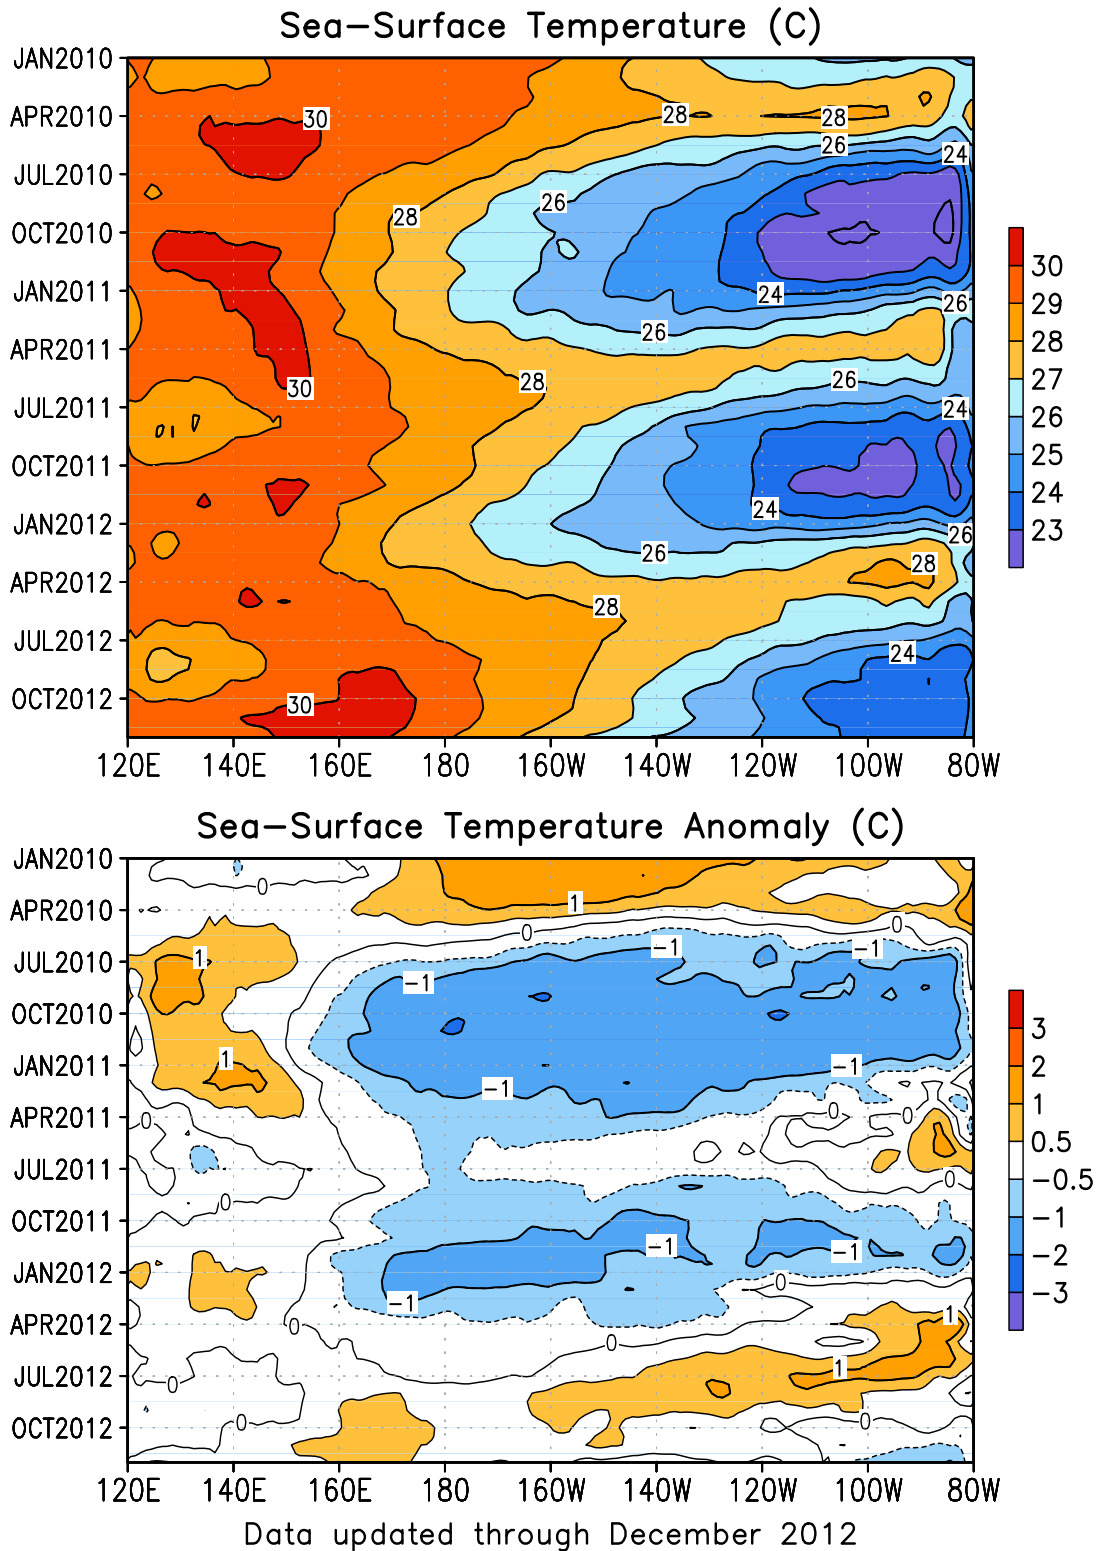 Sea-Surface Temperature (C)
JAN2010
APR2010
JUL2010
OCT2010
JAN2011
APR2011
JUL2011
OCT2011
JAN2012
APR2012
JUL2012
OCT2012
30
28
28
26
24
26
28
24
26
26
30
28
26
24
24
26
26
28
28
24
30
120E 140E 160E 180 160W 140W 120W 100W 80W
30
29
28
27
26
25
24
23
Sea-Surface Temperature Anomaly (C)
JAN2010
APR2010
JUL2010
OCT2010
JAN2011
APR2011
JUL2011
OCT2011
JAN2012
APR2012
JUL2012
OCT2012
0
1
0
0
1
-1
-1
-1
1
-1
-1
0
0
0
0
0
-1
-1
0
-1
0
1
0
1
0
0
0
120E 140E 160E 180 160W 140W 120W 100W 80W
3
2
1
0.5
-0.5
-1
-2
-3
Data updated through December 2012